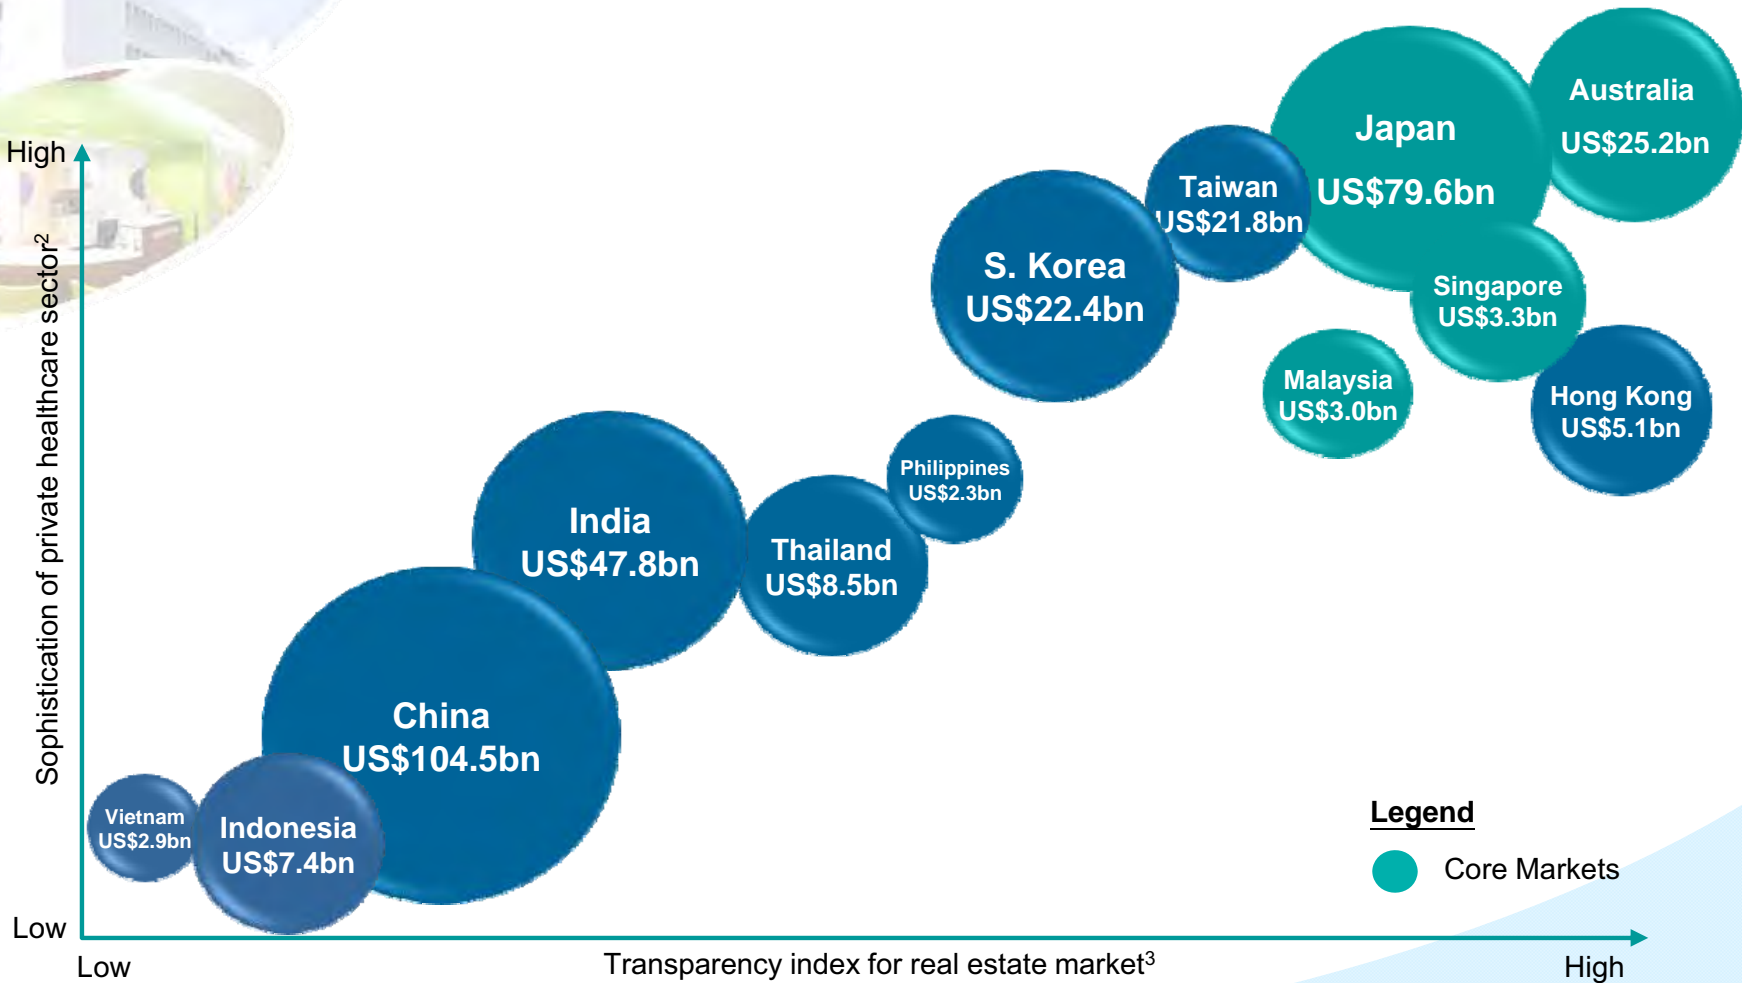 High
Sophistication of private healthcare sector2
Low
Australia
US$25.2bn
Japan
US$79.6bn
Taiwan
US$21.8bn
S. Korea
US$22.4bn
Singapore
US$3.3bn
Malaysia
US$3.0bn
Hong Kong
US$5.1bn
Philippines
US$2.3bn
India
US$47.8bn
Thailand
US$8.5bn
China
US$104.5bn
Vietnam
US$2.9bn
Indonesia
US$7.4bn
Legend
Core Markets
Low
Transparency index for real estate market3
High